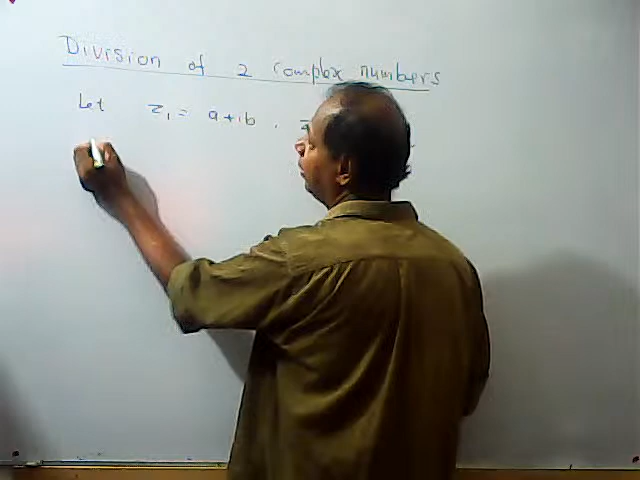 Division of 2 complex numbers
Let z₁ = a+ib ,